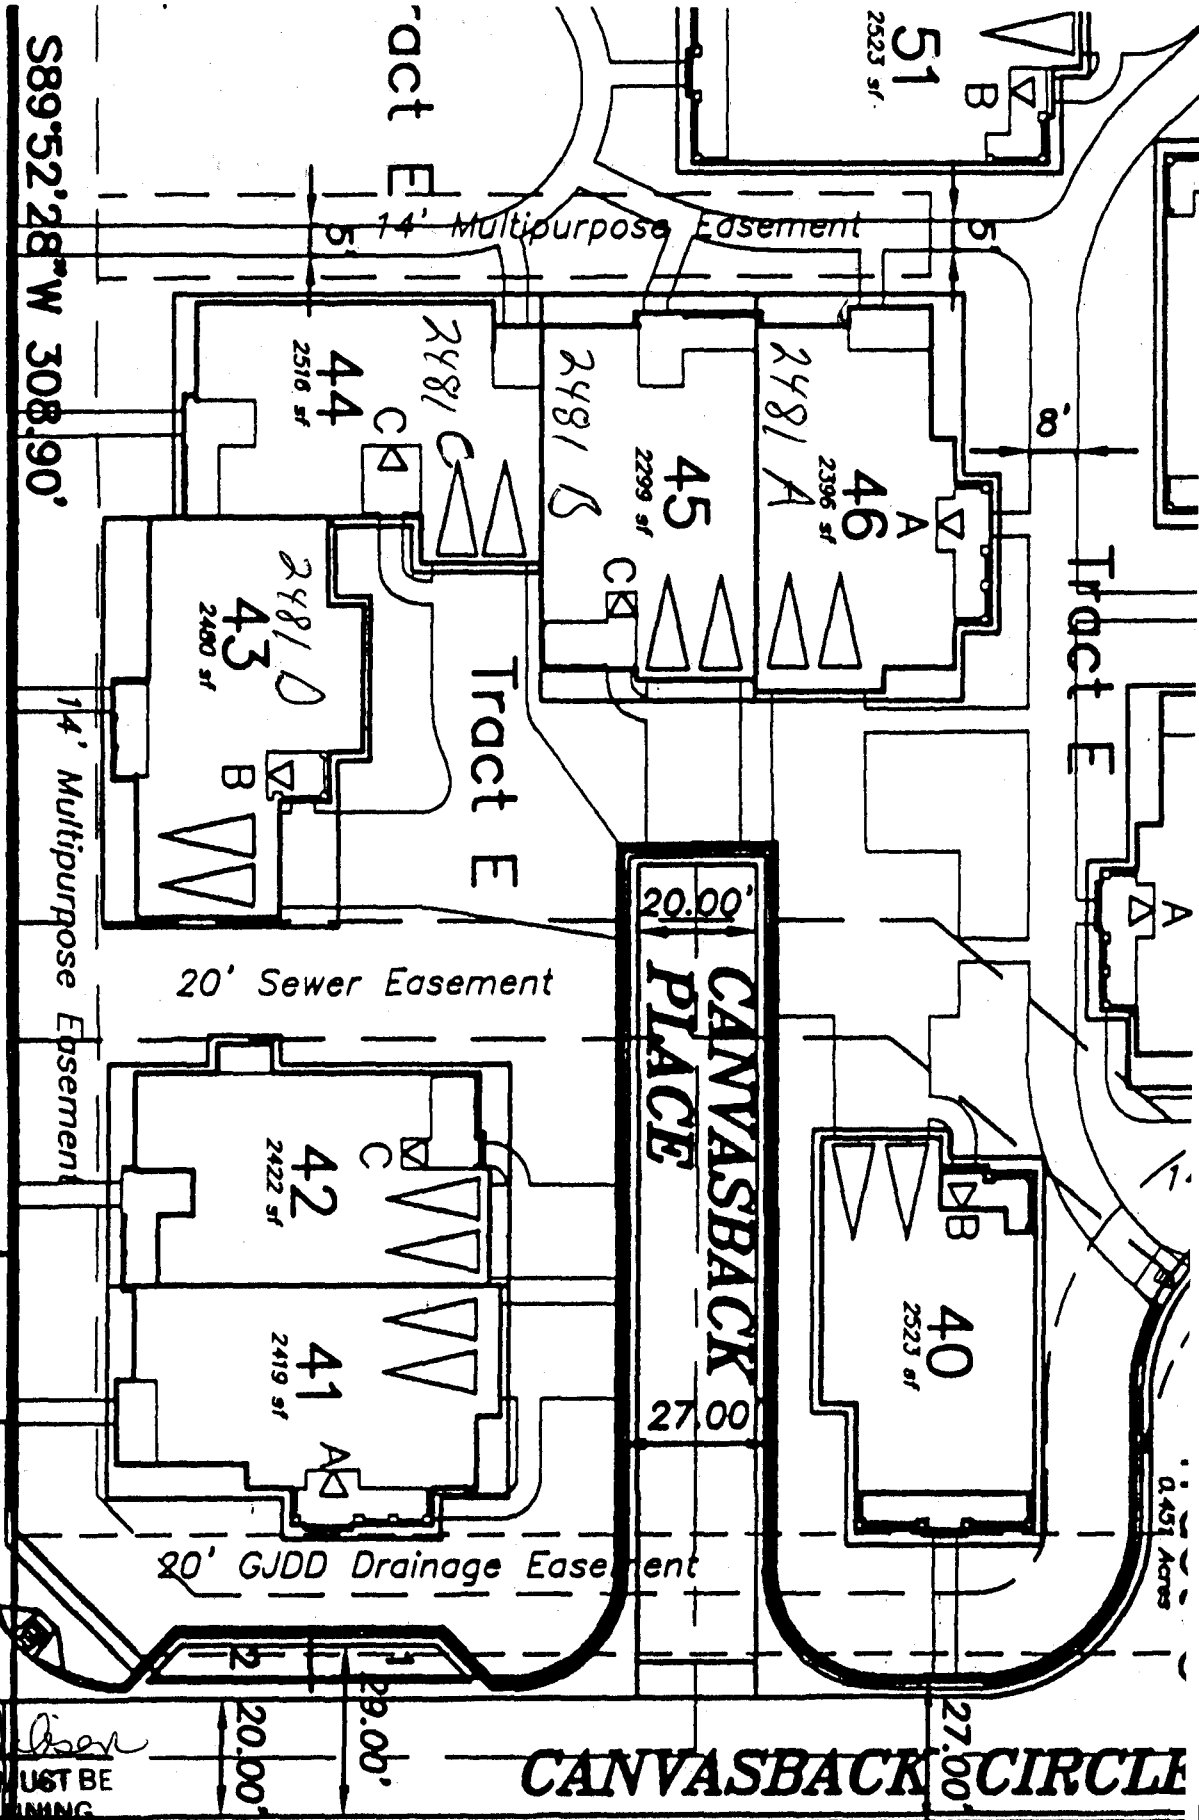 S89°52'28"W 308.90'
ract E
51
2523 sf
B
14' Multipurpose Easement
5'
5'
8'
44
2516 sf
C
2481 C
45
2299 sf
C
2481 B
46
2396 sf
A
2481 A
Tract E
43
2480 sf
B
2481 D
Tract E
14' Multipurpose Easement
A
20.00'
20' Sewer Easement
CANVASBACK
PLACE
42
2422 sf
C
40
2523 sf
B
41
2419 sf
A
27.00
0.451 Acres
20' GJDD Drainage Easement
2
1
29.00'
20.00'
27.00'
CANVASBACK CIRCLE
UST BE
NNING